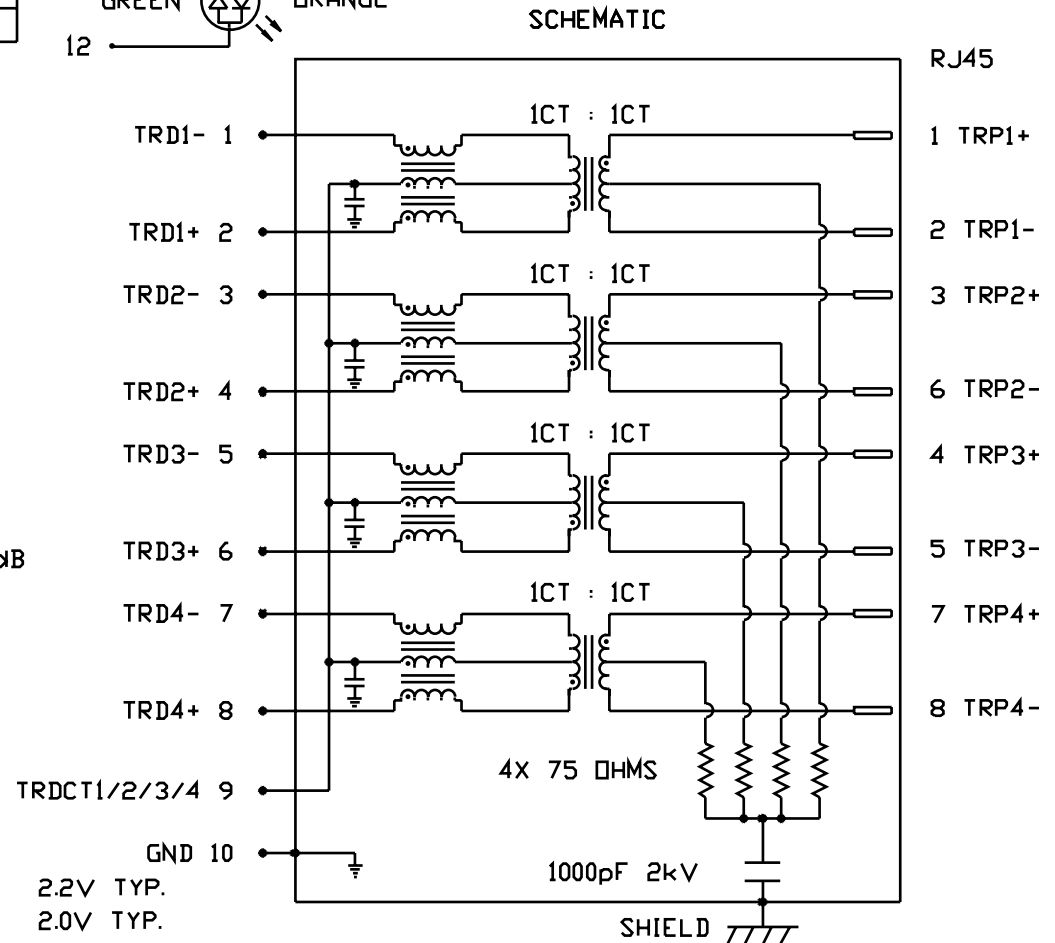 GREEN ORANGE
SCHEMATIC
12
RJ45
1CT : 1CT
TRD1- 1
1 TRP1+
TRD1+ 2
2 TRP1-
1CT : 1CT
TRD2- 3
3 TRP2+
TRD2+ 4
6 TRP2-
1CT : 1CT
TRD3- 5
4 TRP3+
dB
TRD3+ 6
5 TRP3-
1CT : 1CT
TRD4- 7
7 TRP4+
TRD4+ 8
8 TRP4-
4X 75 OHMS
TRDCT1/2/3/4 9
GND 10
1000pF 2kV
2.2V TYP.
2.0V TYP.
SHIELD